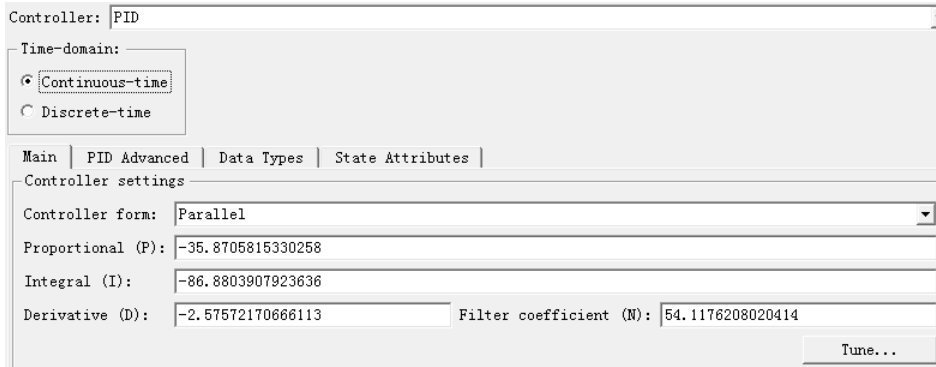 Controller: PID
Time-domain:
Continuous-time
Discrete-time
Main PID Advanced Data Types State Attributes
Controller settings
Controller form: Parallel
Proportional (P): -35.8705815330258
Integral (I): -86.8803907923636
Derivative (D): -2.57572170666113 Filter coefficient (N): 54.1176208020414
Tune...